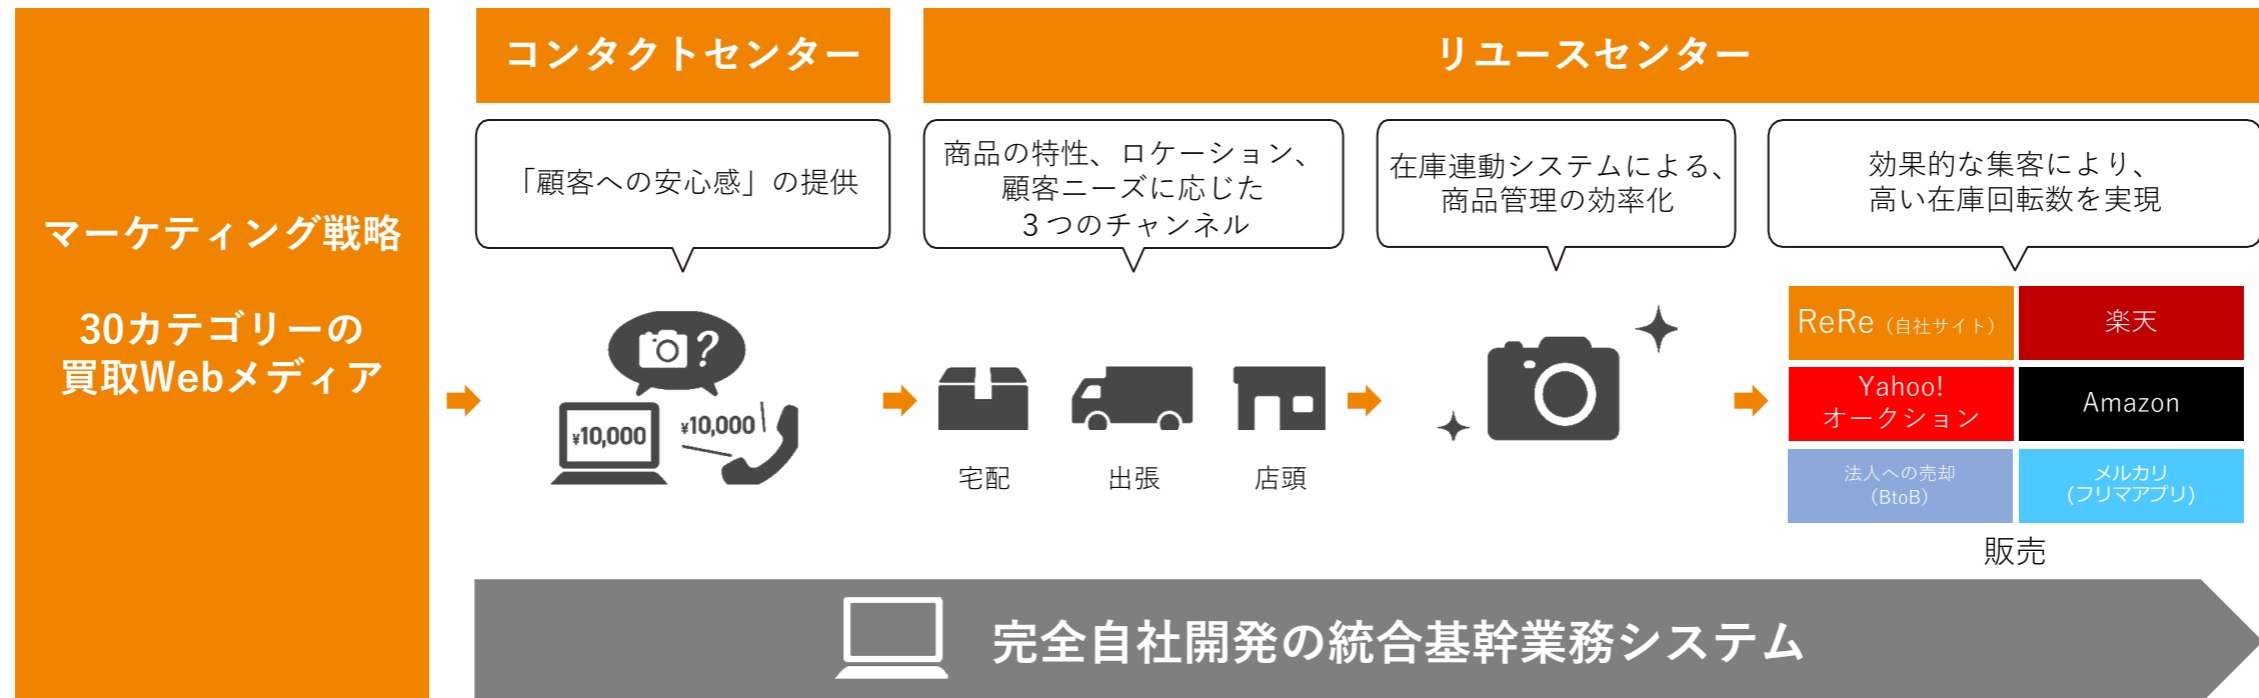 マーケティング戦略
30カテゴリーの
買取Webメディア
コンタクトセンター
「顧客への安心感」の提供
?
¥10,000
¥10,000
リユースセンター
商品の特性、ロケーション、
顧客ニーズに応じた
３つのチャンネル
宅配
出張
店頭
在庫連動システムによる、
商品管理の効率化
効果的な集客により、
高い在庫回転数を実現
ReRe（自社サイト）
楽天
Yahoo!
オークション
Amazon
法人への売却
（BtoB）
メルカリ
(フリマアプリ)
販売
完全自社開発の統合基幹業務システム